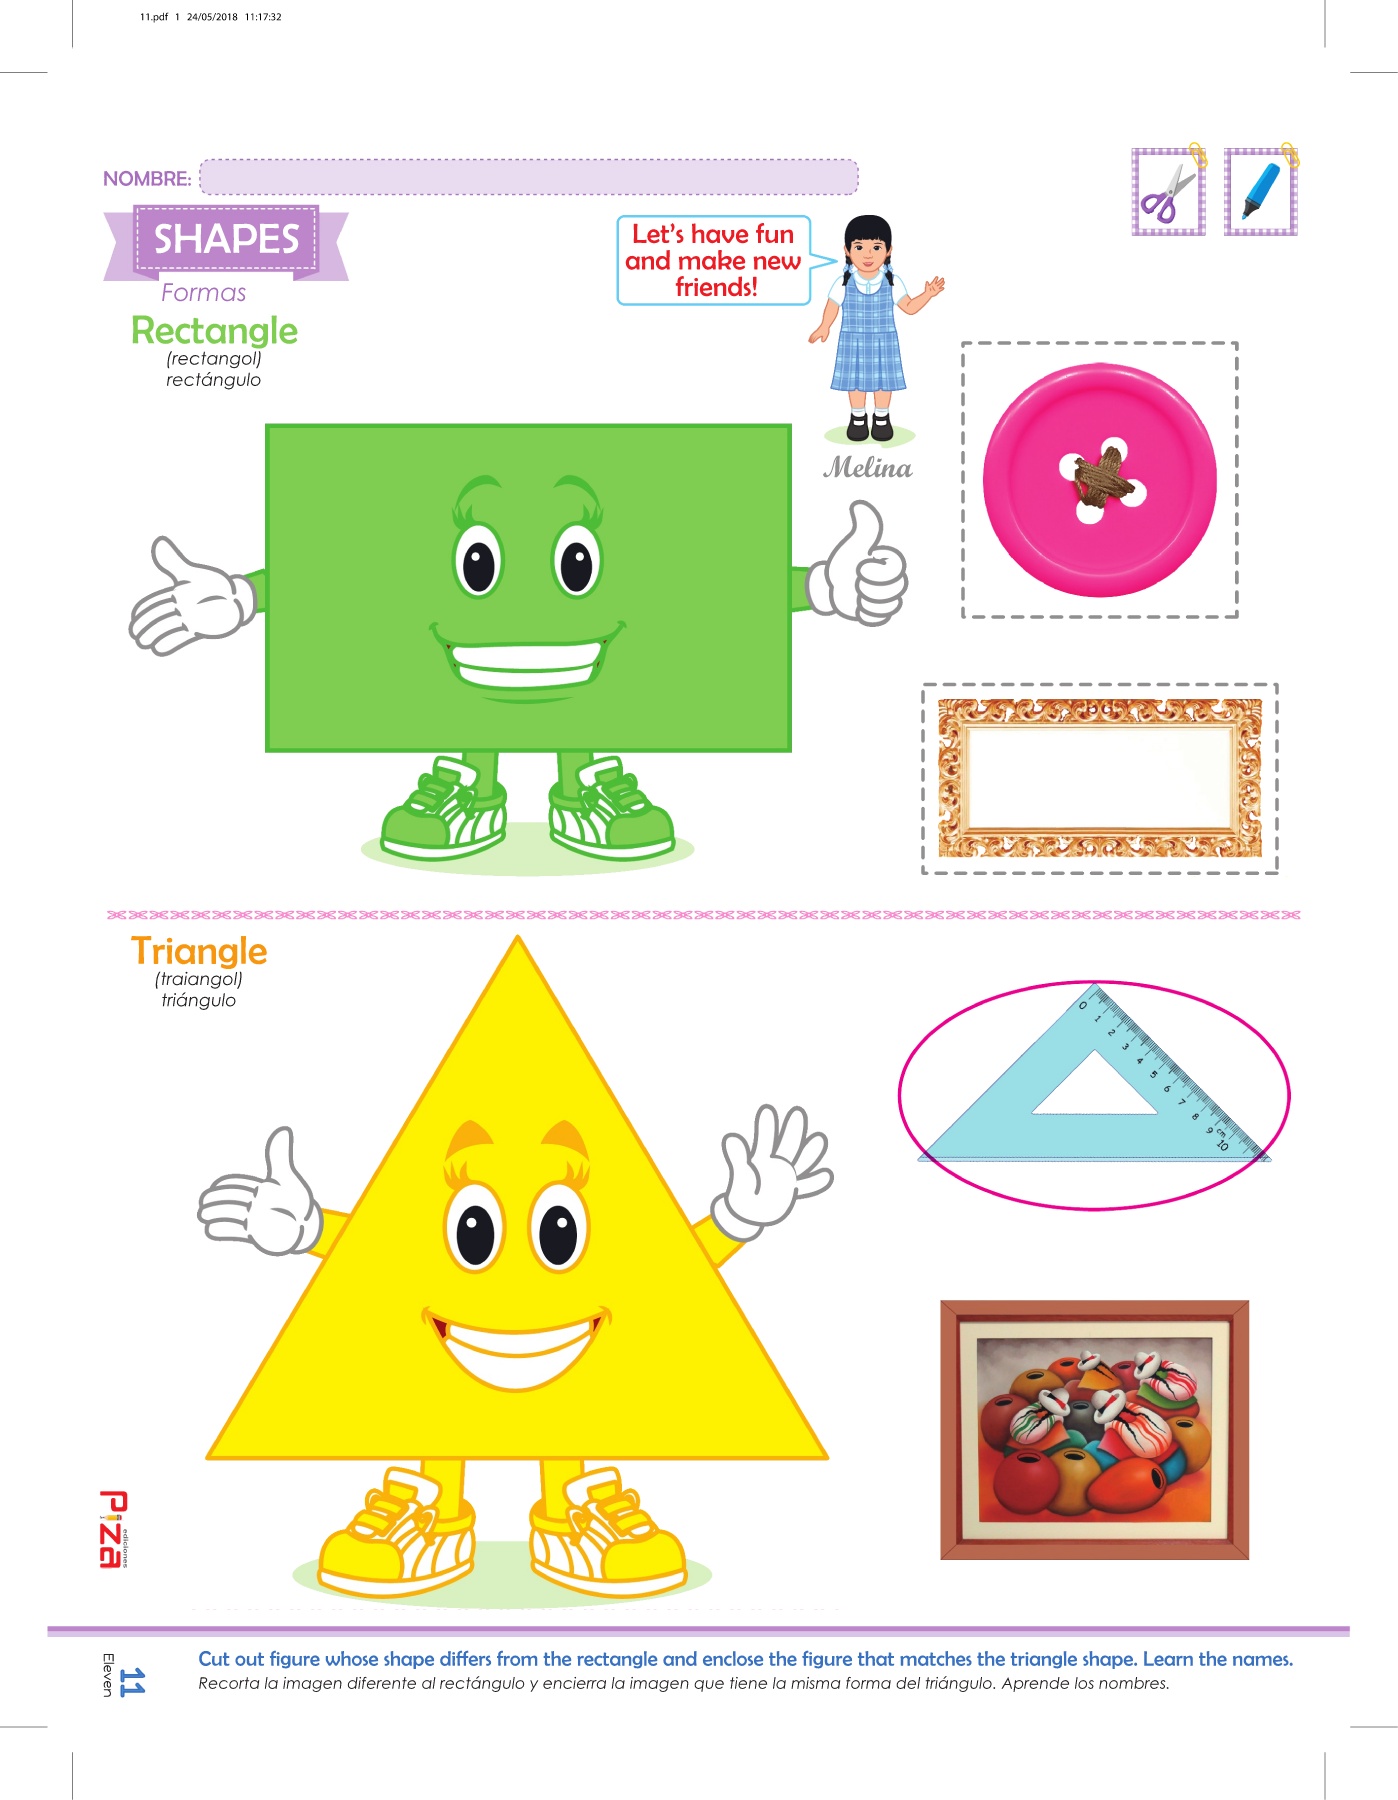 11.pdf 1 24/05/2018 11:17:32
NOMBRE:
SHAPES
Formas
Rectangle
(rectangol)
rectángulo
Let's have fun
and make new
friends!
Melina
Triangle
(traiangol)
triángulo
0 1 2 3 4 5 6 7 8 9 cm 10
Piza
ediciones
11
Eleven
Cut out figure whose shape differs from the rectangle and enclose the figure that matches the triangle shape. Learn the names.
Recorta la imagen diferente al rectángulo y encierra la imagen que tiene la misma forma del triángulo. Aprende los nombres.